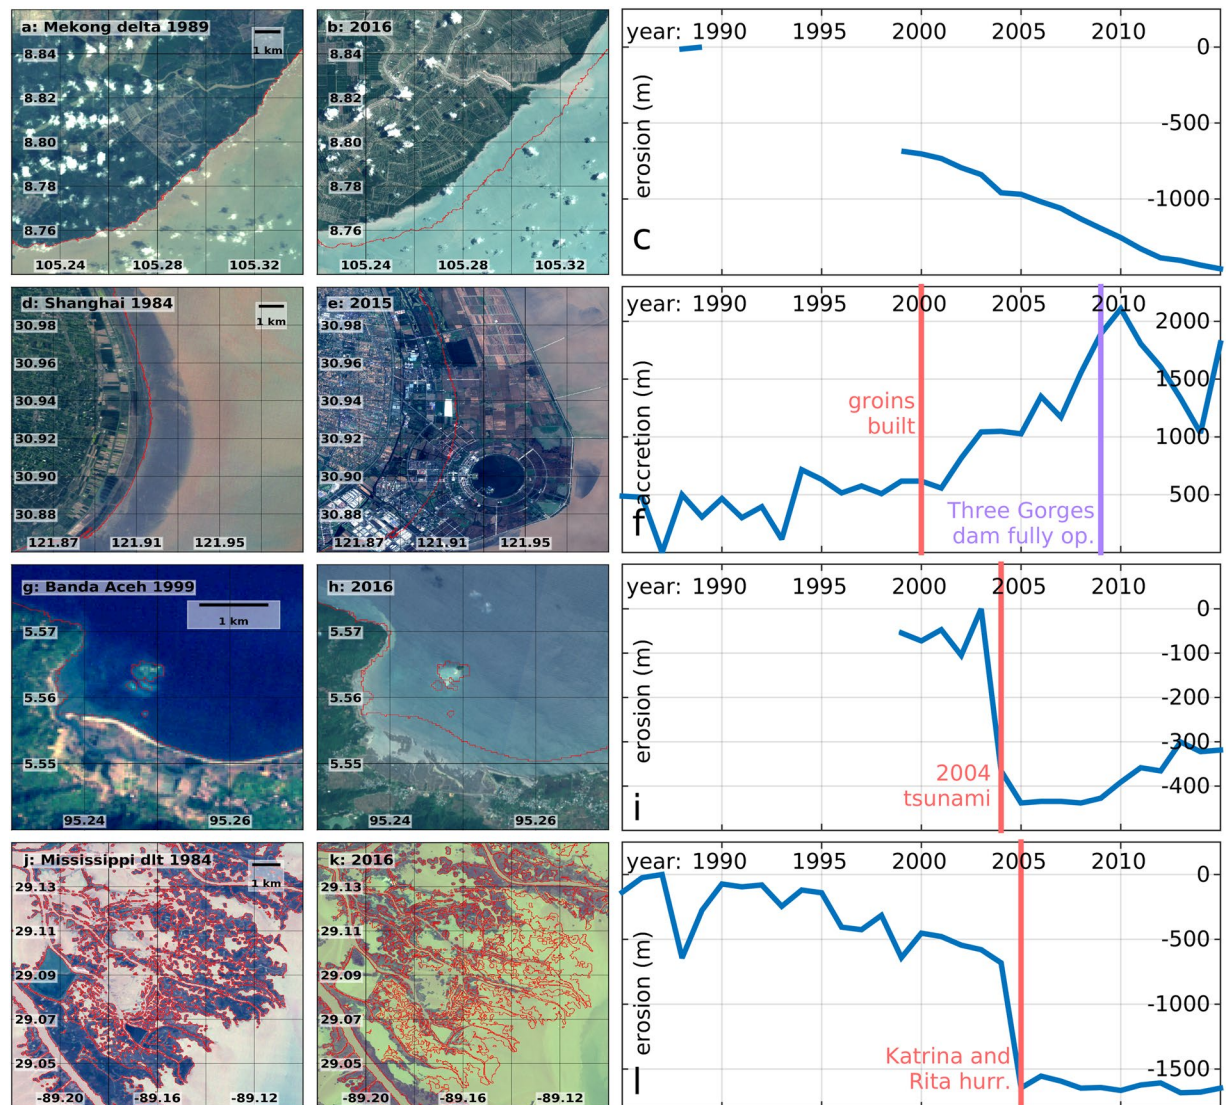 a: Mekong delta 1989
1 km
8.84
8.82
8.80
8.78
8.76
105.24 105.28 105.32
b: 2016
8.84
8.82
8.80
8.78
8.76
105.24 105.28 105.32
year: 1990 1995 2000 2005 2010
0
-500
-1000
erosion (m)
c
d: Shanghai 1984
1 km
30.98
30.96
30.94
30.92
30.90
30.88
121.87 121.91 121.95
e: 2015
30.98
30.96
30.94
30.92
30.90
30.88
121.87 121.91 121.95
year: 1990 1995 2000 2005 2010
2000
1500
1000
500
accretion (m)
groins
built
Three Gorges
dam fully op.
f
g: Banda Aceh 1999
1 km
5.57
5.56
5.55
95.24 95.26
h: 2016
5.57
5.56
5.55
95.24 95.26
year: 1990 1995 2000 2005 2010
0
-100
-200
-300
-400
erosion (m)
2004
tsunami
i
j: Mississippi dlt 1984
1 km
29.13
29.11
29.09
29.07
29.05
-89.20 -89.16 -89.12
k: 2016
29.13
29.11
29.09
29.07
29.05
-89.20 -89.16 -89.12
year: 1990 1995 2000 2005 2010
0
-500
-1000
-1500
erosion (m)
Katrina and
Rita hurr.
l